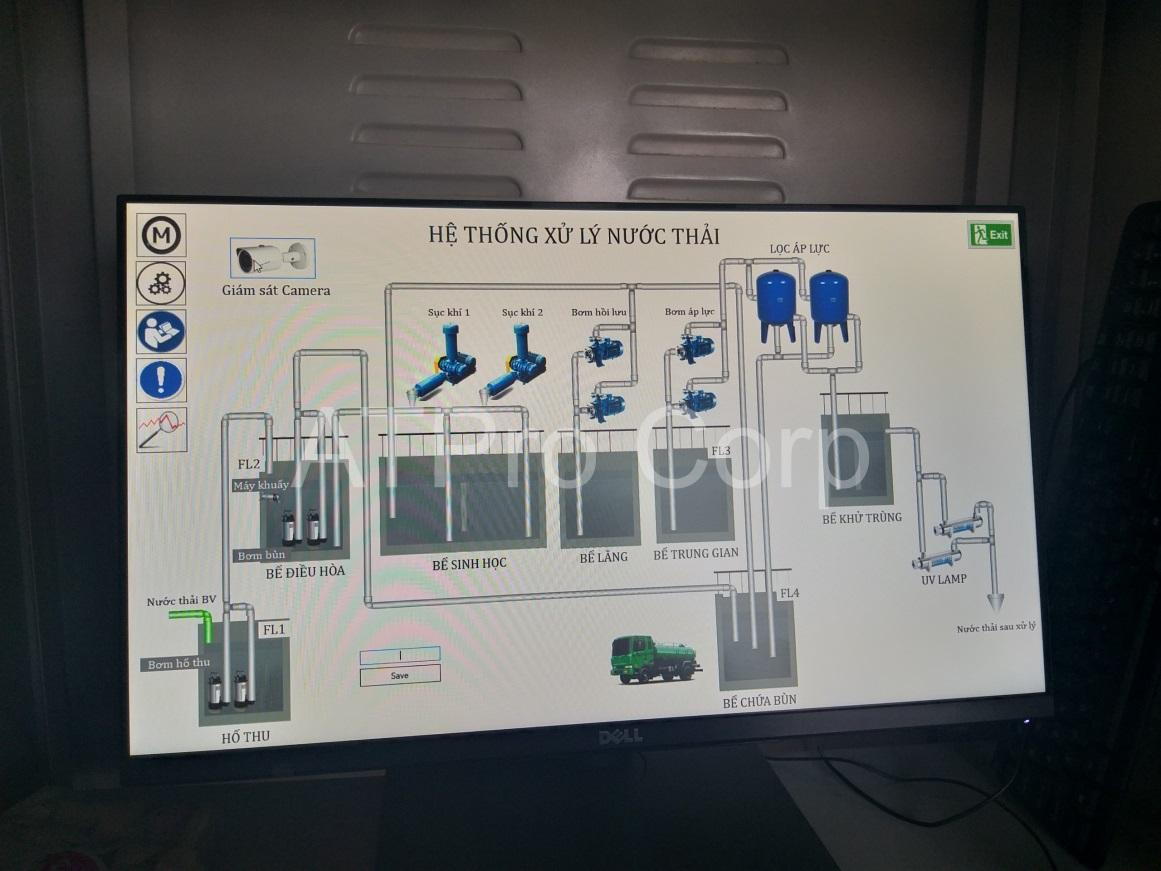 HỆ THỐNG XỬ LÝ NƯỚC THẢI
M
Exit
Giám sát Camera
LỌC ÁP LỰC
Sục khí 1
Sục khí 2
Bơm hồi lưu
Bơm áp lực
ATPro Corp
FL2
FL3
Máy khuấy
Bơm bùn
BỂ ĐIỀU HÒA
BỂ SINH HỌC
BỂ LẮNG
BỂ TRUNG GIAN
BỂ KHỬ TRÙNG
UV LAMP
Nước thải BV
FL1
FL4
Nước thải sau xử lý
Bơm hố thu
Save
HỐ THU
BỂ CHỨA BÙN
DELL